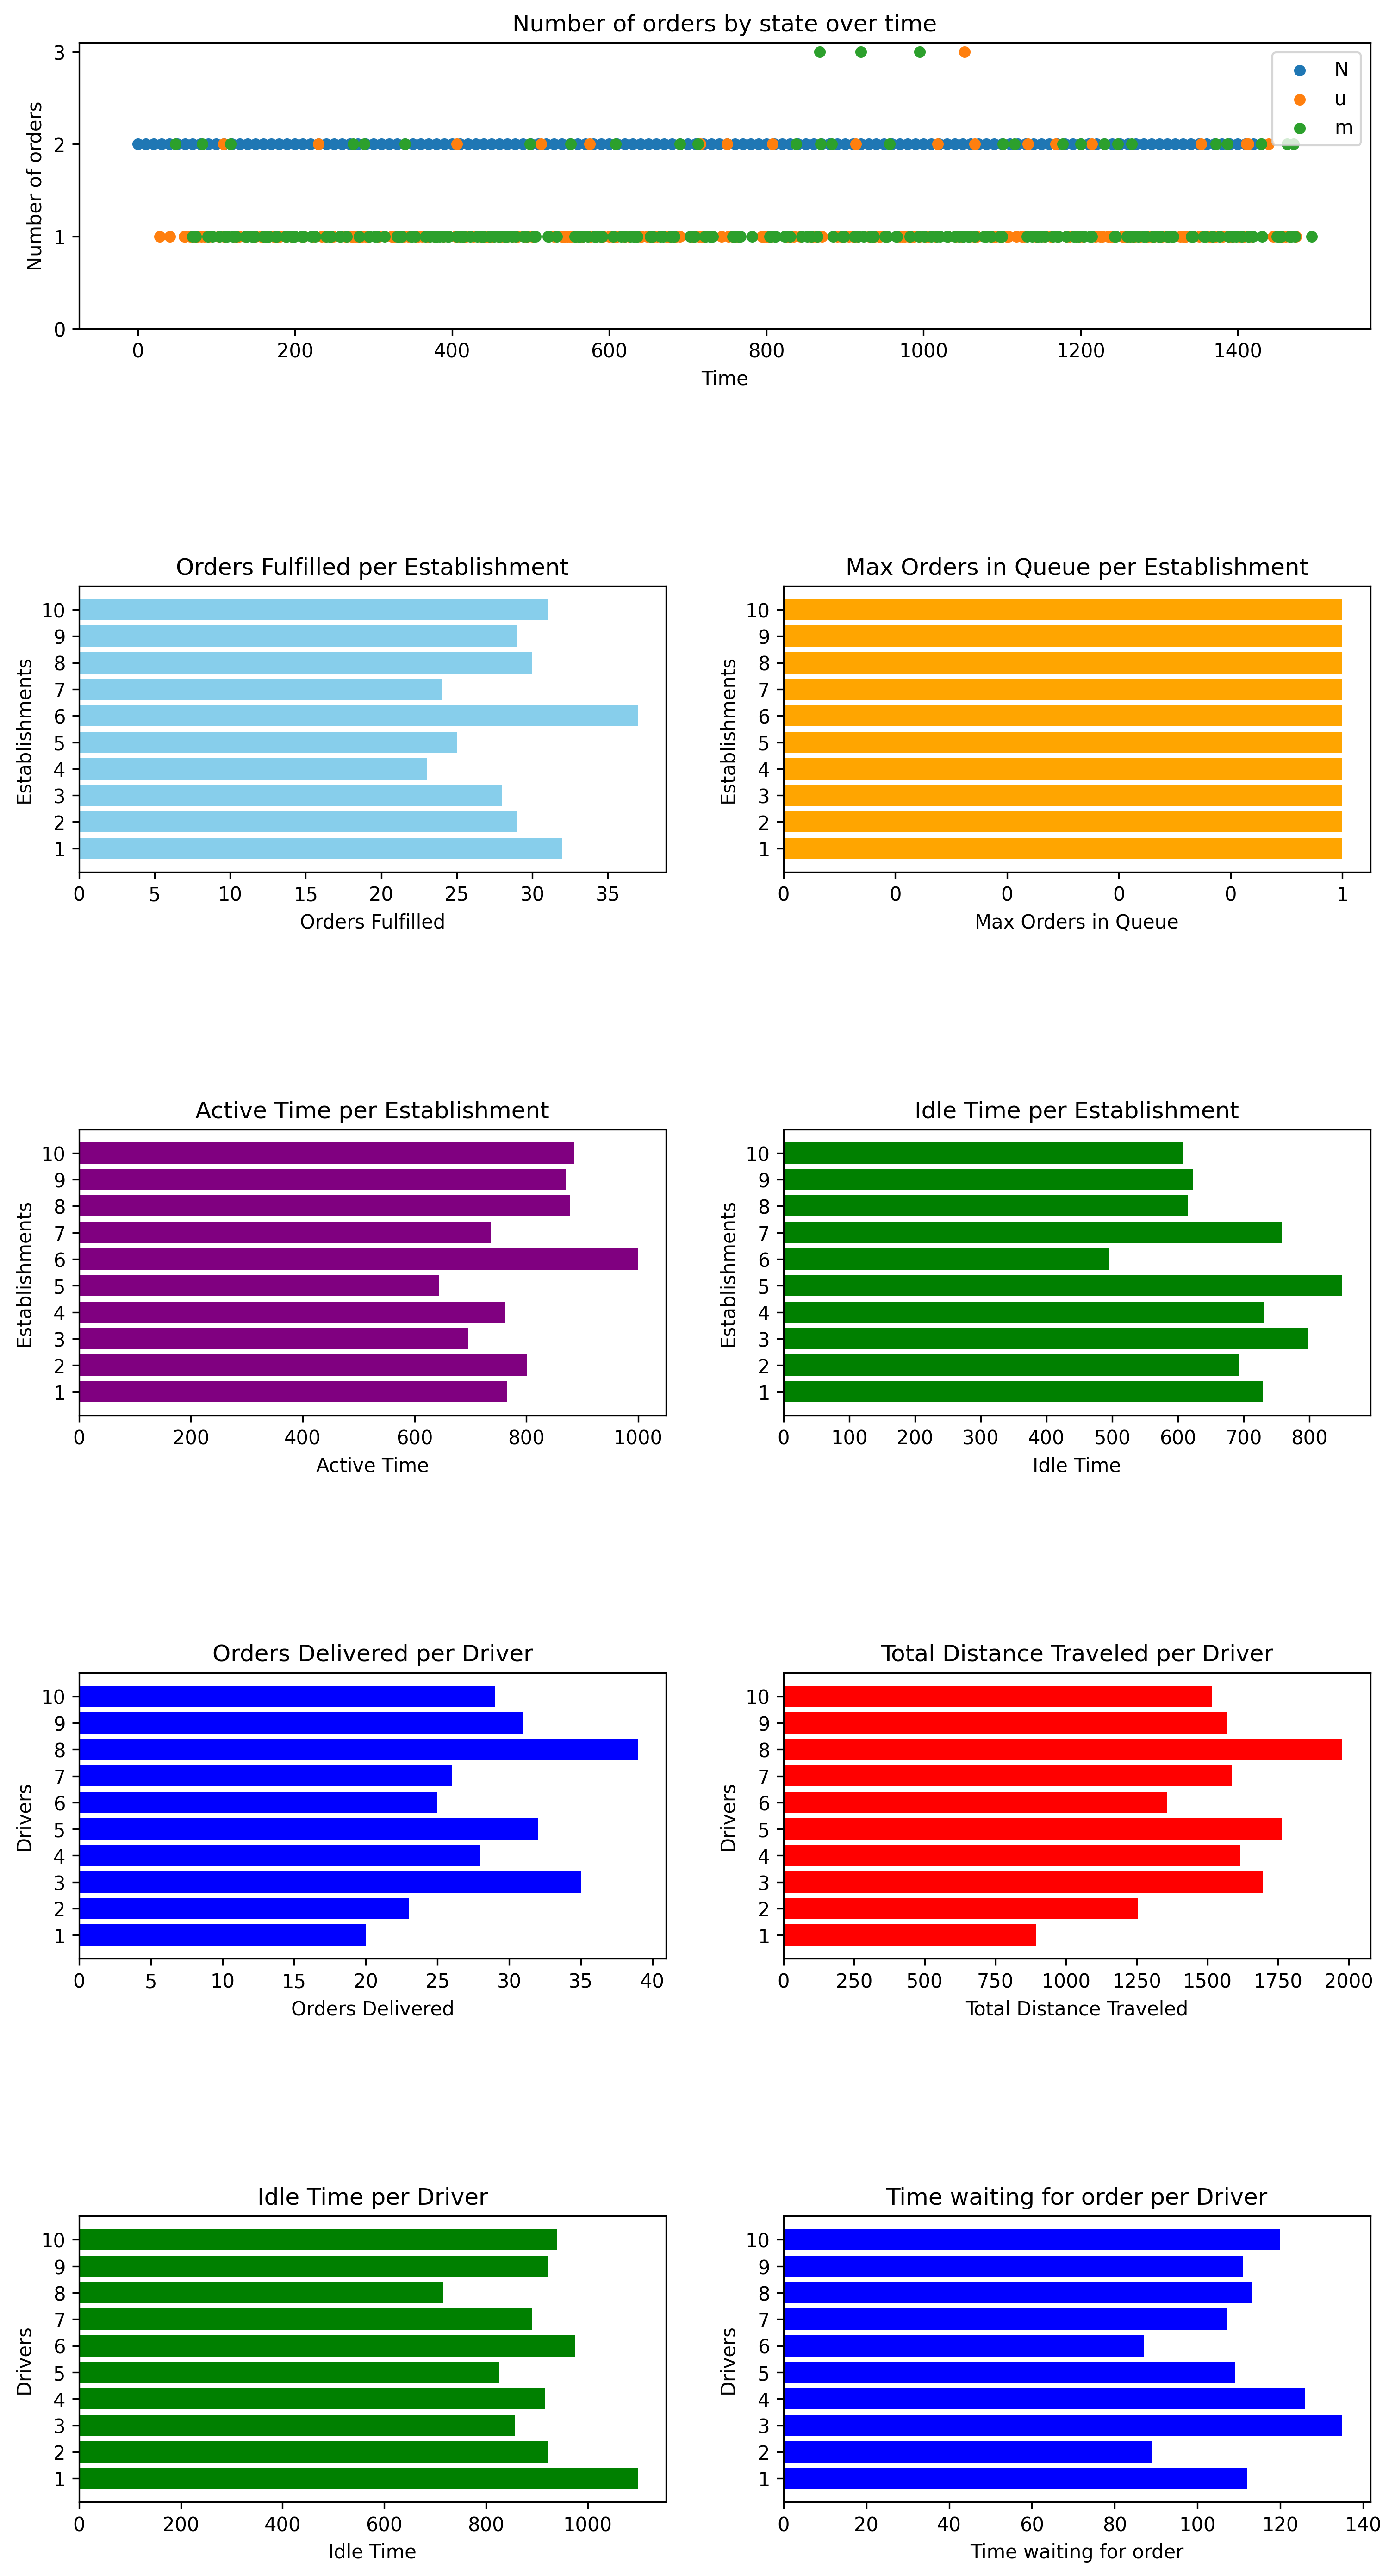 Number of orders by state over time
Number of orders
3
2
1
0
N
u
m
0 200 400 600 800 1000 1200 1400
Time
Orders Fulfilled per Establishment
Establishments
10
9
8
7
6
5
4
3
2
1
0 5 10 15 20 25 30 35
Orders Fulfilled
Max Orders in Queue per Establishment
Establishments
10
9
8
7
6
5
4
3
2
1
0 0 0 0 0 1
Max Orders in Queue
Active Time per Establishment
Establishments
10
9
8
7
6
5
4
3
2
1
0 200 400 600 800 1000
Active Time
Idle Time per Establishment
Establishments
10
9
8
7
6
5
4
3
2
1
0 100 200 300 400 500 600 700 800
Idle Time
Orders Delivered per Driver
Drivers
10
9
8
7
6
5
4
3
2
1
0 5 10 15 20 25 30 35 40
Orders Delivered
Total Distance Traveled per Driver
Drivers
10
9
8
7
6
5
4
3
2
1
0 250 500 750 1000 1250 1500 1750 2000
Total Distance Traveled
Idle Time per Driver
Drivers
10
9
8
7
6
5
4
3
2
1
0 200 400 600 800 1000
Idle Time
Time waiting for order per Driver
Drivers
10
9
8
7
6
5
4
3
2
1
0 20 40 60 80 100 120 140
Time waiting for order